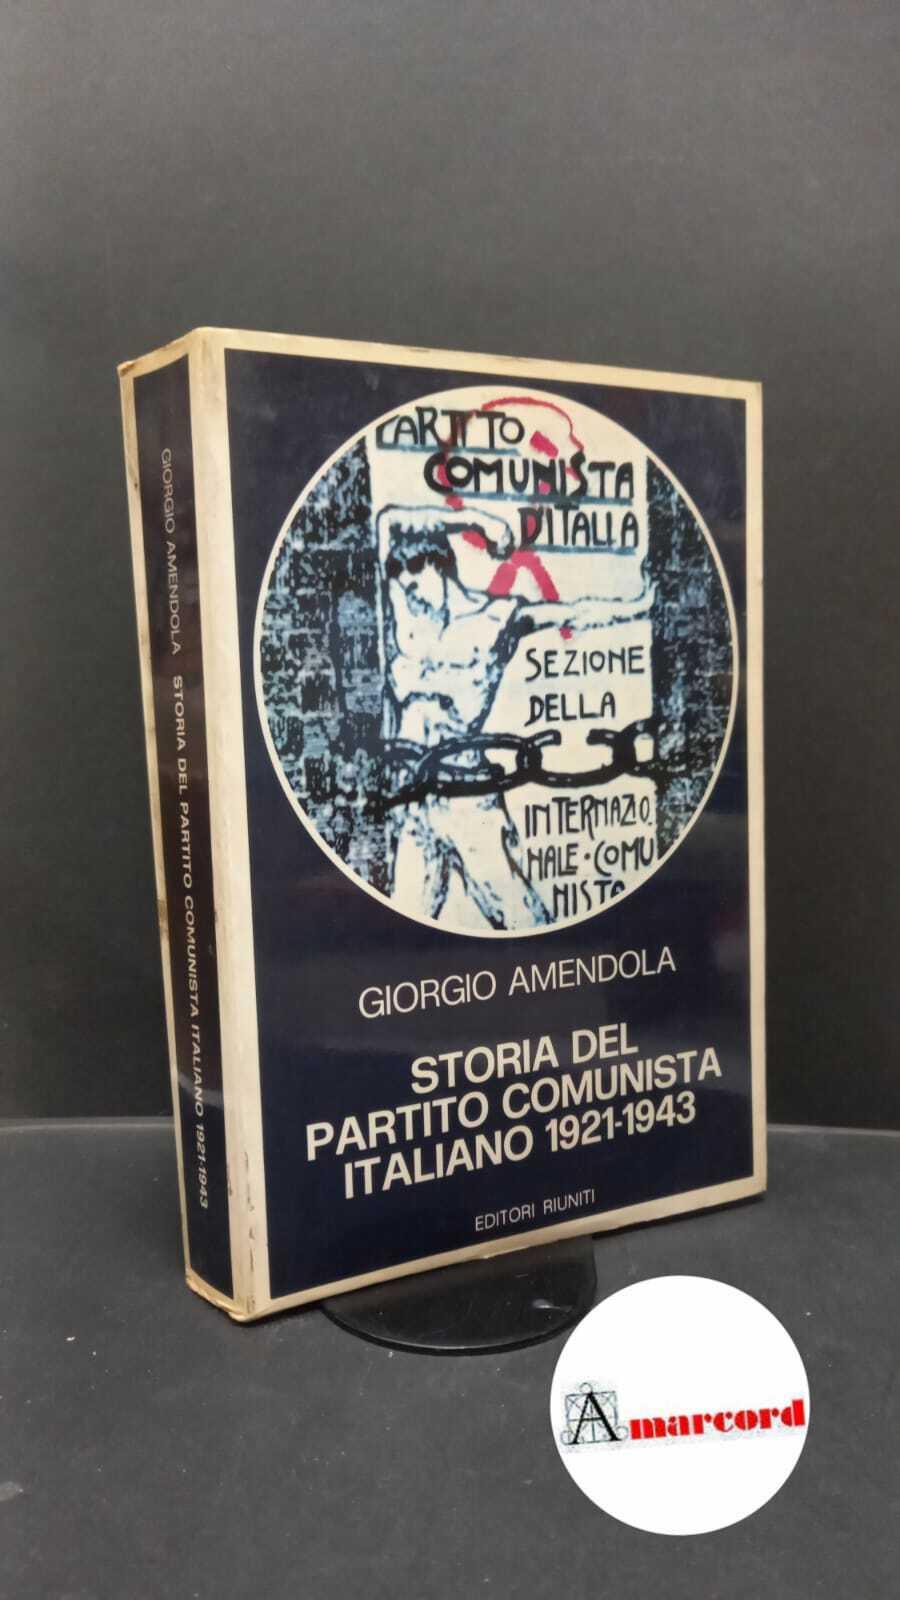 GIORGIO AMENDOLA STORIA DEL PARTITO COMUNISTA ITALIANO 1921-1943
PARTITO
COMUNISTA
D'ITALIA
SEZIONE
DELLA
INTERNAZIO
NALE • COMU
NISTA
GIORGIO AMENDOLA
STORIA DEL
PARTITO COMUNISTA
ITALIANO 1921-1943
EDITORI RIUNITI
Amarcord